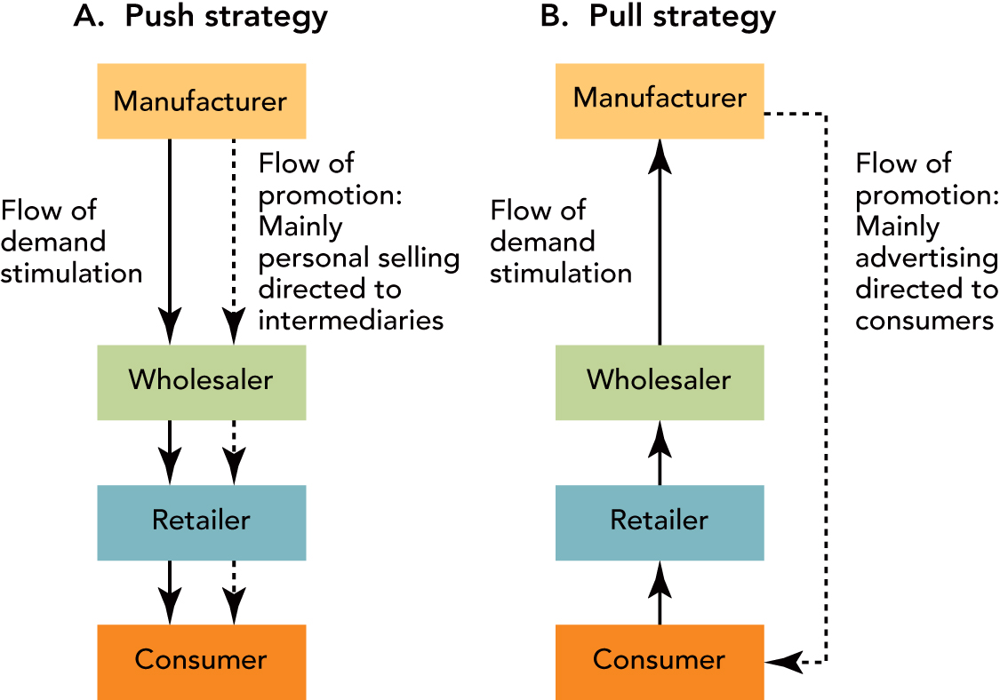 A. Push strategy
Manufacturer
Flow of
demand
stimulation
Flow of
promotion:
Mainly
personal selling
directed to
intermediaries
Wholesaler
Retailer
Consumer
B. Pull strategy
Manufacturer
Flow of
demand
stimulation
Flow of
promotion:
Mainly
advertising
directed to
consumers
Wholesaler
Retailer
Consumer